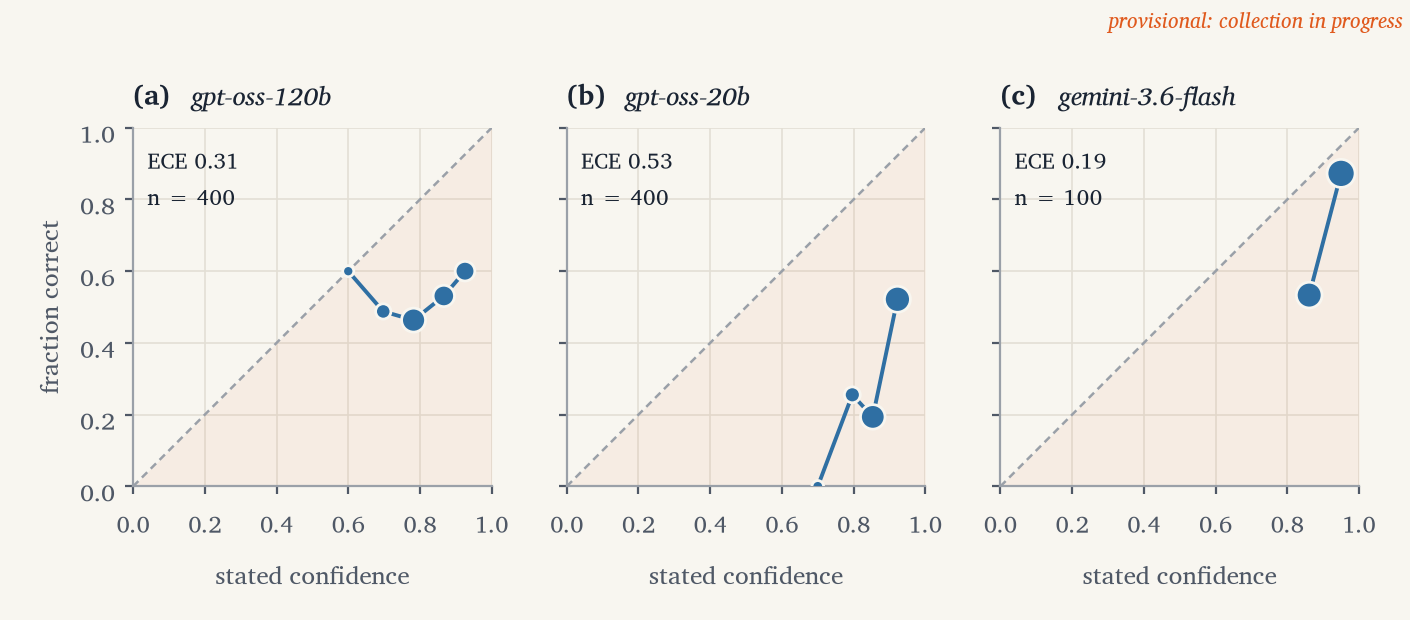 provisional: collection in progress
(a) gpt-oss-120b
ECE 0.31
n = 400
1.0
0.8
0.6
0.4
0.2
0.0
fraction correct
0.0 0.2 0.4 0.6 0.8 1.0
stated confidence
(b) gpt-oss-20b
ECE 0.53
n = 400
0.0 0.2 0.4 0.6 0.8 1.0
stated confidence
(c) gemini-3.6-flash
ECE 0.19
n = 100
0.0 0.2 0.4 0.6 0.8 1.0
stated confidence